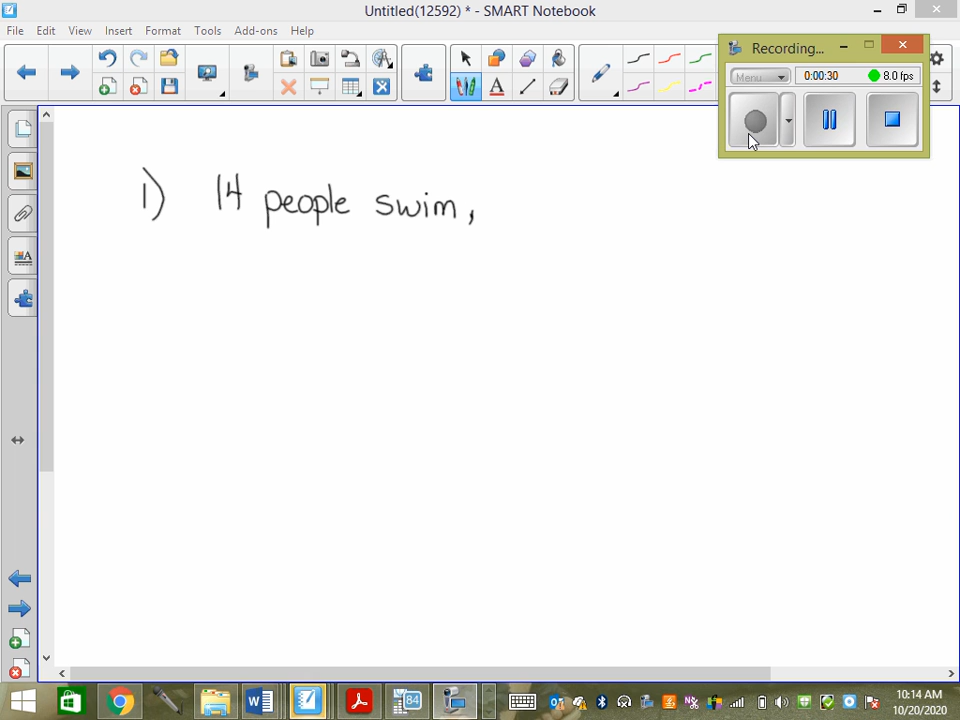 Untitled(12592) * - SMART Notebook
File Edit View Insert Format Tools Add-ons Help
Recording...
Menu 0:00:30 8.0 fps
1) 14 people swim,
84
10:14 AM
10/20/2020